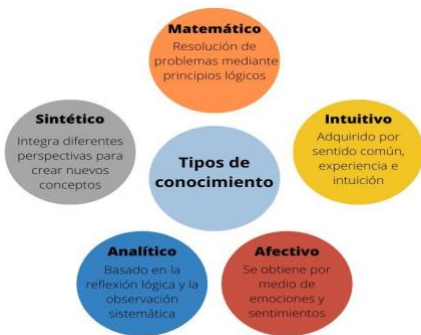 Matemático
Resolución de
problemas mediante
principios lógicos
Sintético
Integra diferentes
perspectivas para
crear nuevos
conceptos
Intuitivo
Adquirido por
sentido común,
experiencia e
intuición
Tipos de
conocimiento
Analítico
Basado en la
reflexión lógica y la
observación
sistemática
Afectivo
Se obtiene por
medio de
emociones y
sentimientos